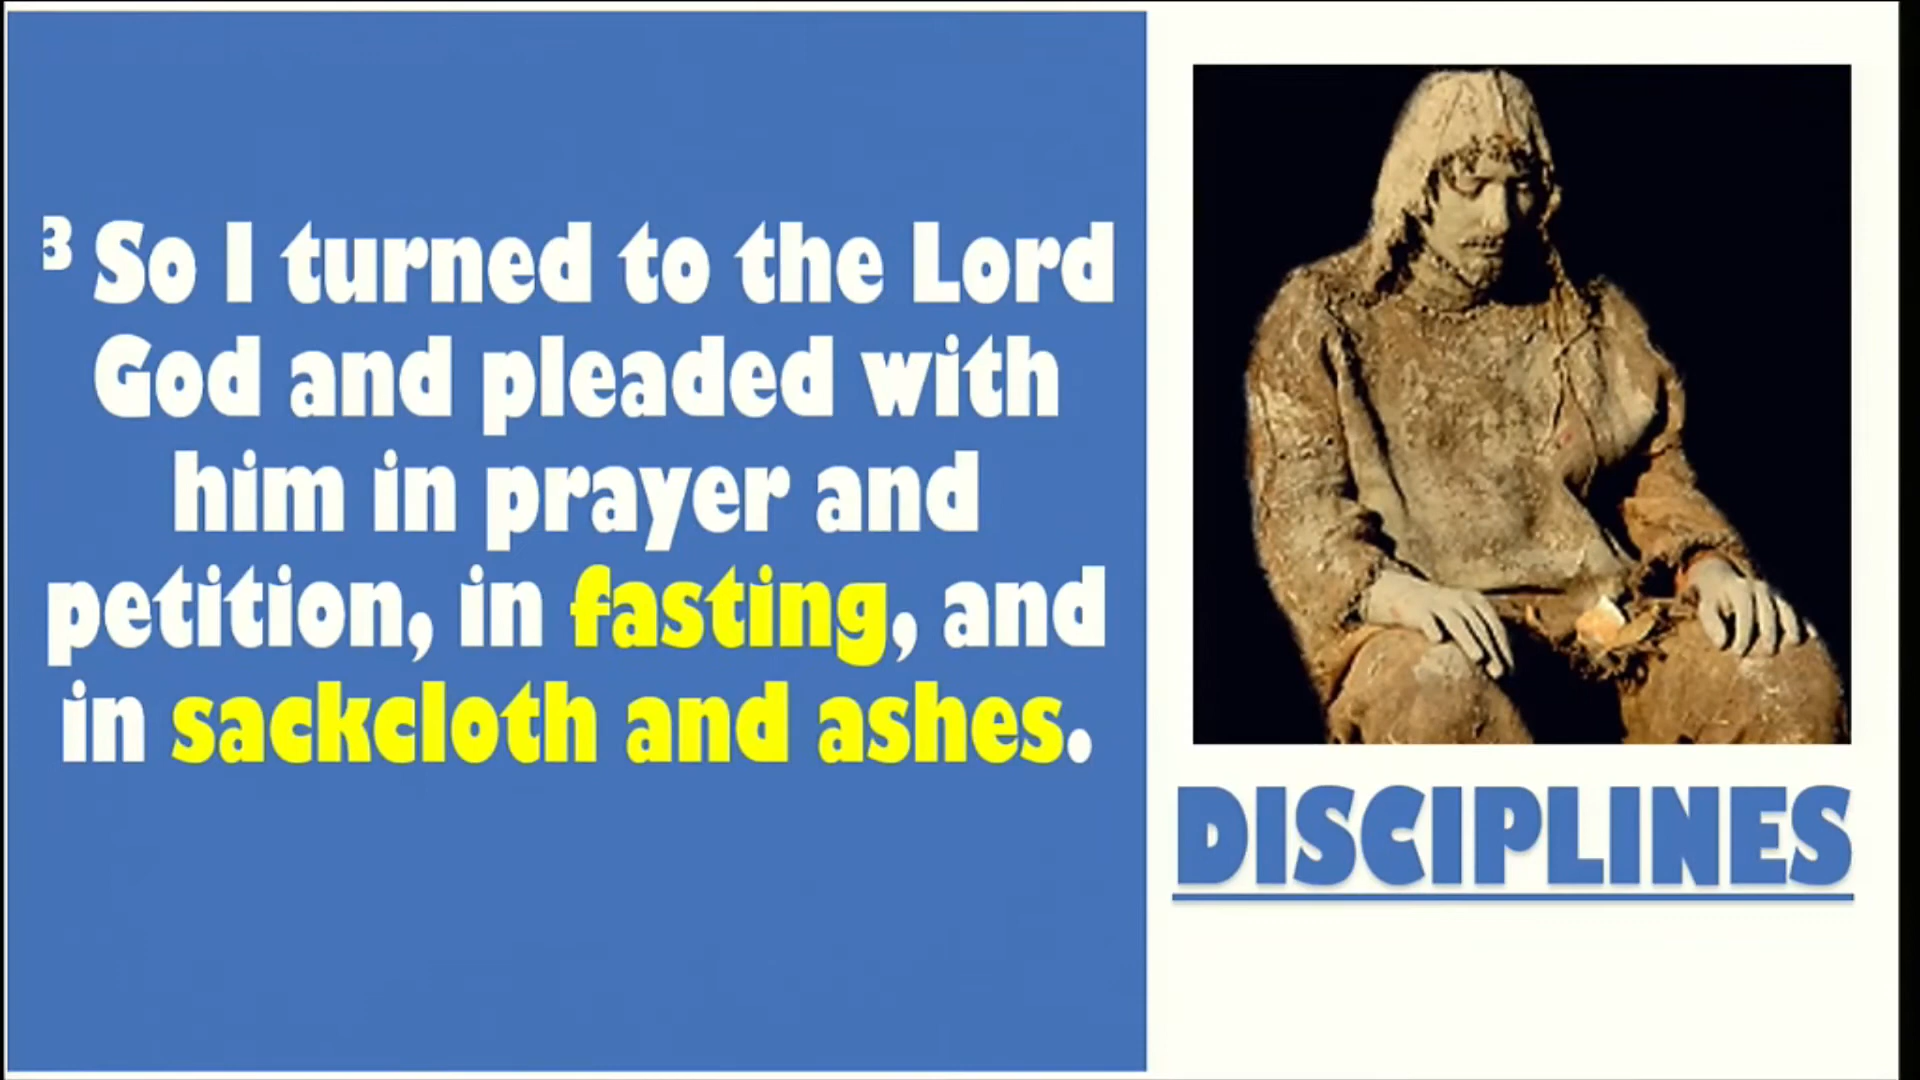 ³ So I turned to the Lord
God and pleaded with
him in prayer and
petition, in fasting, and
in sackcloth and ashes.
DISCIPLINES